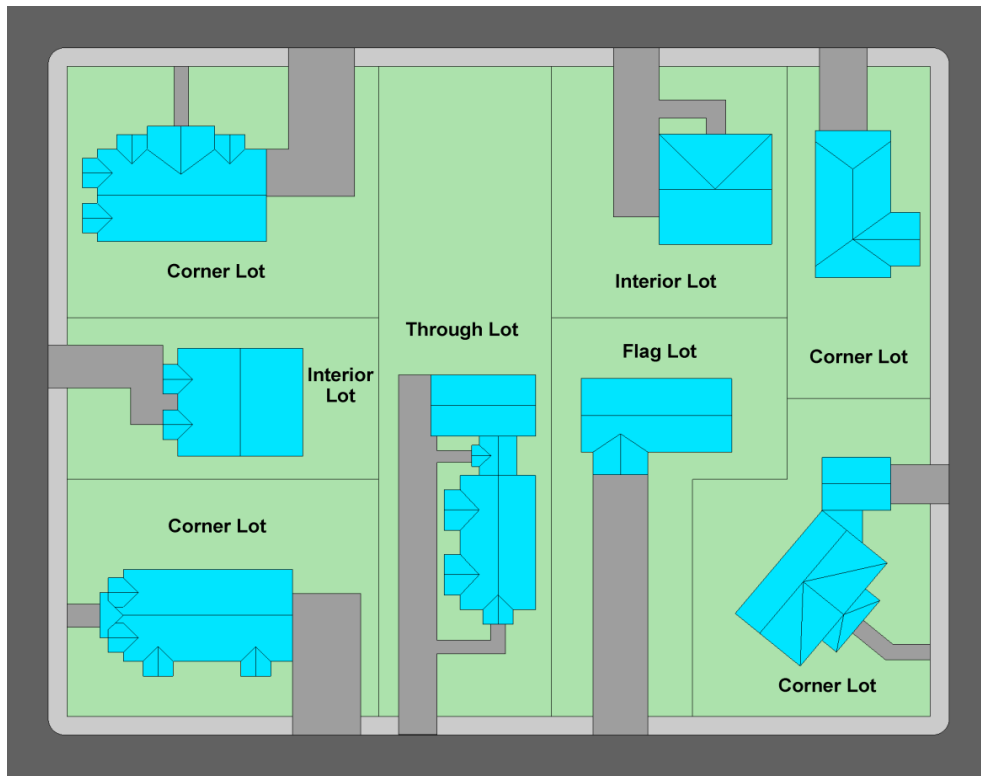 Corner Lot
Interior Lot
Through Lot
Flag Lot
Corner Lot
Interior
Lot
Corner Lot
Corner Lot